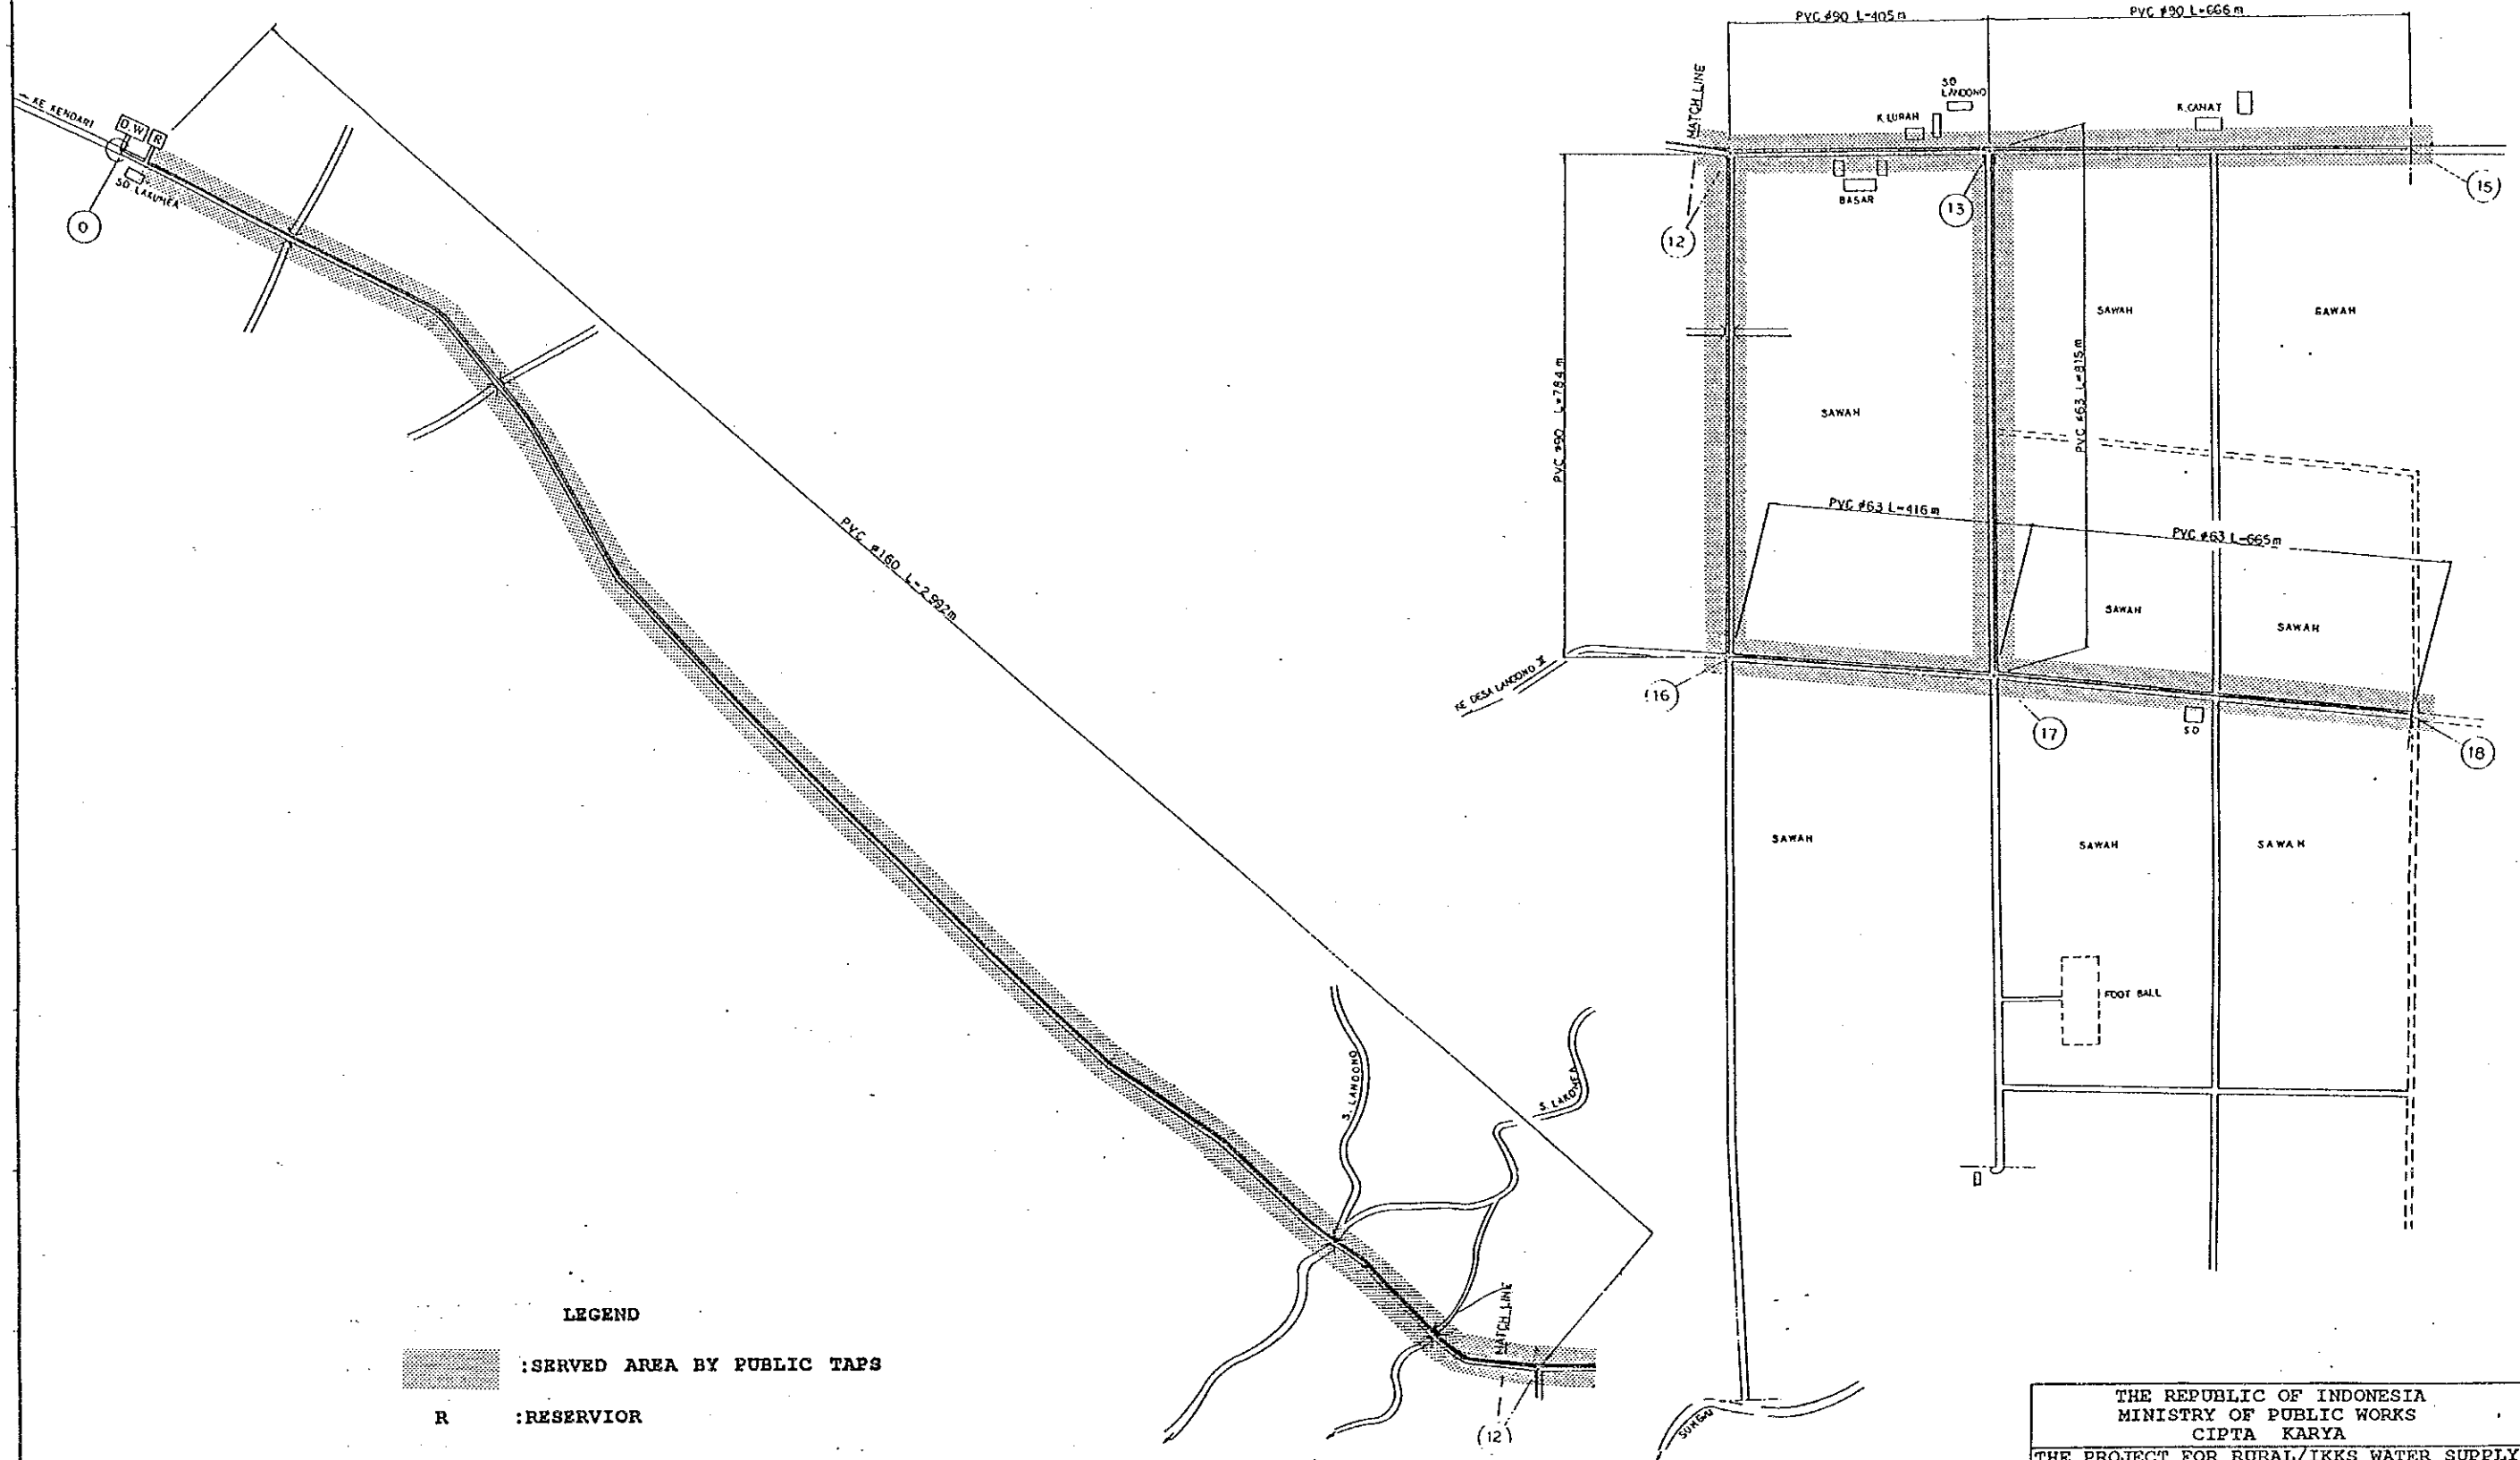 PVC ø90 L=405m
PVC ø90 L=666m
MATCH LINE
SD
LANDONO
K.LURAH
K.CAMAT
KE KENDARI
D.W
R
SD. LAKUMEA
0
BASAR
12
13
15
SAWAH
SAWAH
SAWAH
PVC ø90 L=784m
PVC ø63 L=815m
PVC ø63 L=416m
PVC ø63 L=665m
PVC ø160 L=2
SAWAH
SAWAH
KE DESA LANDONO
(16)
17
SD
18
SAWAH
SAWAH
SAWAH
FOOT BALL
S. LANDONO
S. LAKOMEA
MATCH LINE
(12)
SUNGAI
LEGEND
:SERVED AREA BY PUBLIC TAPS
R :RESERVIOR
THE REPUBLIC OF INDONESIA
MINISTRY OF PUBLIC WORKS
CIPTA KARYA
THE PROJECT FOR RURAL/IKKS WATER SUPPLY